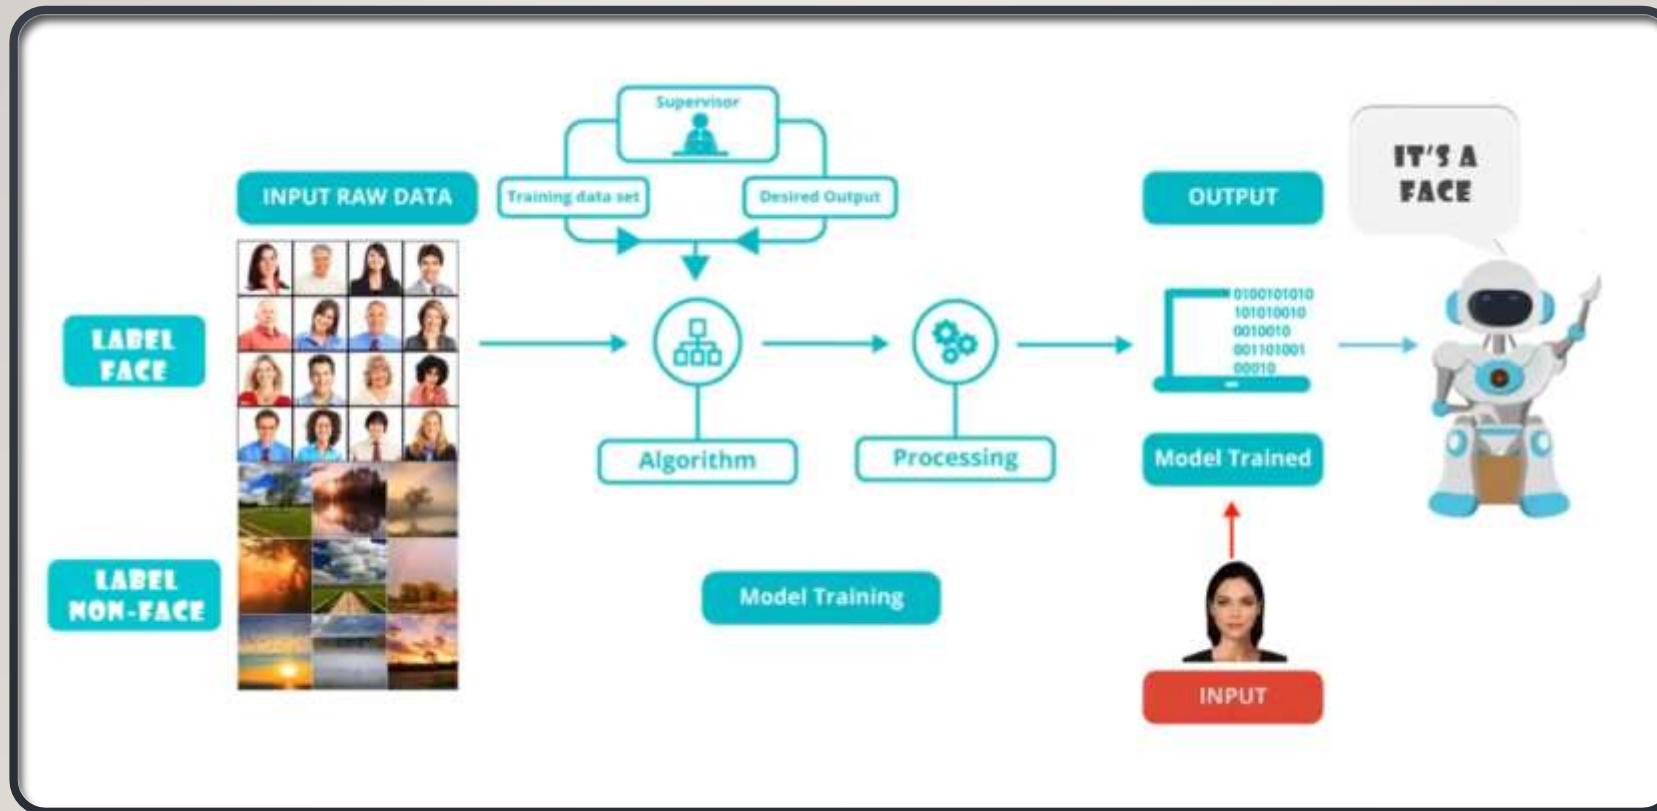 Supervisor
INPUT RAW DATA
Training data set
Desired Output
OUTPUT
IT'S A
FACE
0100101010
101010010
0010010
001101001
00010
LABEL
FACE
Algorithm
Processing
Model Trained
LABEL
NON-FACE
Model Training
INPUT